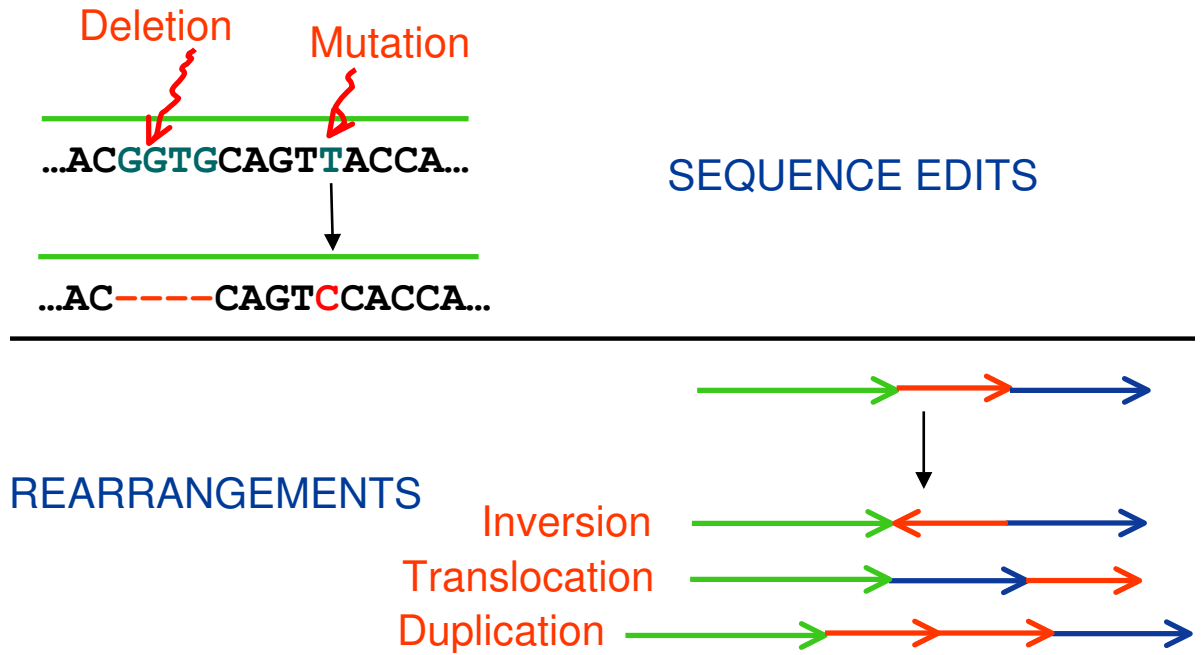 Deletion
Mutation
...ACGGTGCAGTTACCA...
SEQUENCE EDITS
...AC----CAGTCCACCA...
REARRANGEMENTS
Inversion
Translocation
Duplication